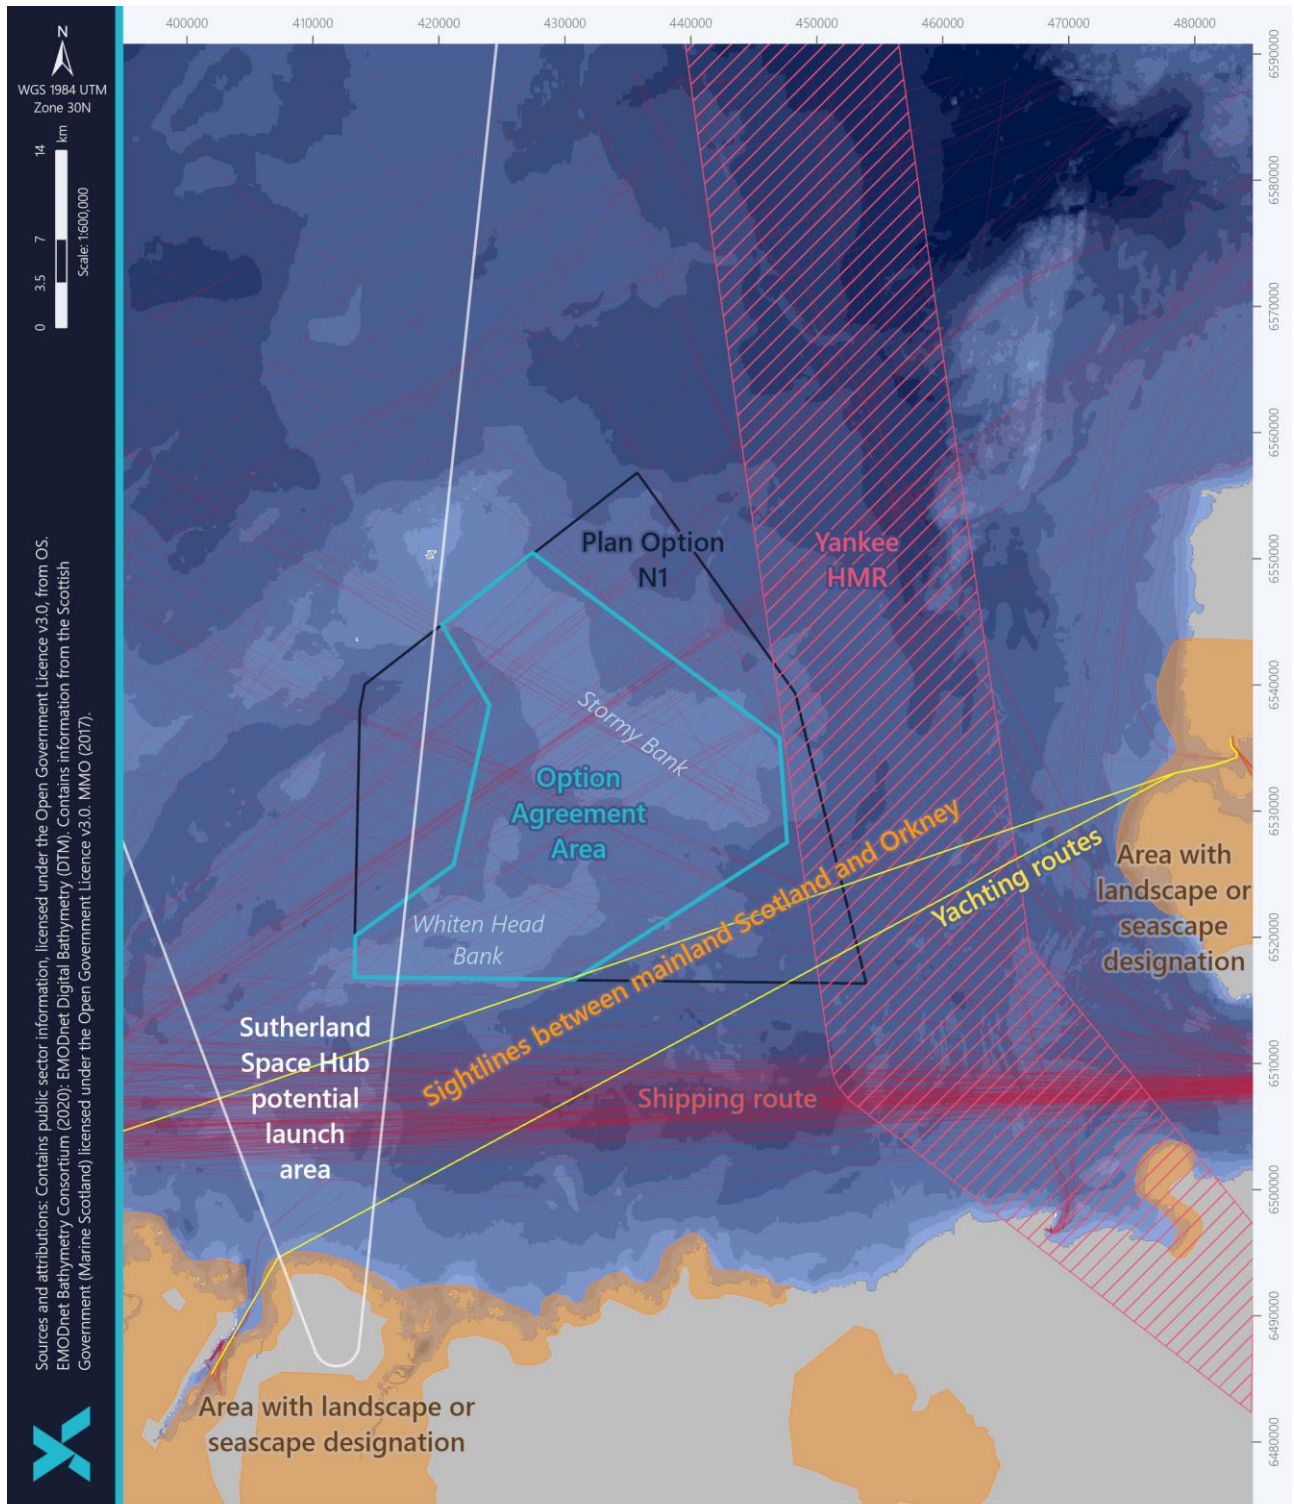 400000
410000
420000
430000
440000
450000
460000
470000
480000
6590000
6580000
6570000
6560000
6550000
6540000
6530000
6520000
6510000
6500000
6490000
6480000
N
WGS 1984 UTM
Zone 30N
0 3.5 7 14
km
Scale: 1:600,000
Sources and attributions: Contains public sector information, licensed under the Open Government Licence v3.0, from OS.
EMODnet Bathymetry Consortium (2020): EMODnet Digital Bathymetry (DTM). Contains information from the Scottish
Government (Marine Scotland) licensed under the Open Government Licence v3.0. MMO (2017).
Plan Option
N1
Yankee
HMR
Stormy Bank
Option
Agreement
Area
Whiten Head
Bank
Sightlines between mainland Scotland and Orkney
Yachting routes
Area with
landscape or
seascape
designation
Sutherland
Space Hub
potential
launch
area
Shipping route
Area with landscape or
seascape designation